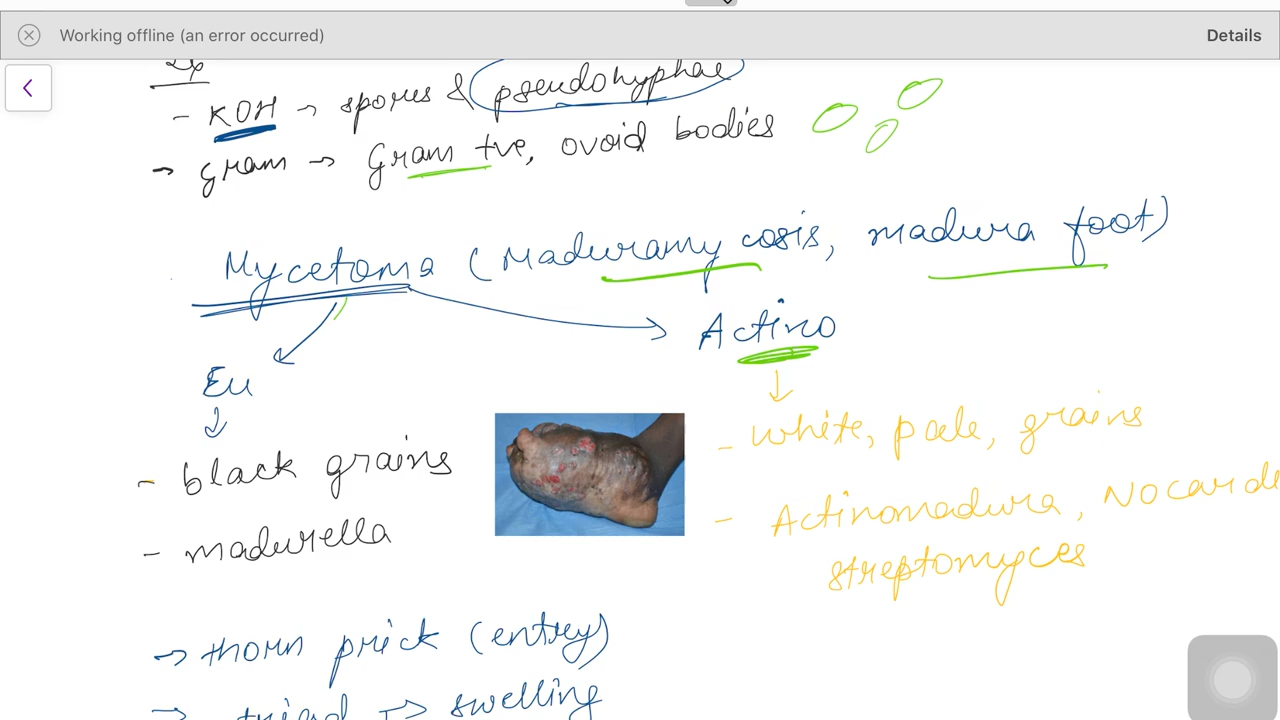 Working offline (an error occurred)
Details
- KOH → spores & pseudohyphae
→ gram → Gram +ve, ovoid bodies
Mycetoma (Maduramycosis, madura foot)
Eu
Actino
- black grains
- white, pale, grains
- madurella
- Actinomadura, Nocarde
streptomyces
→ thorn prick (entry)
→ triad → swelling